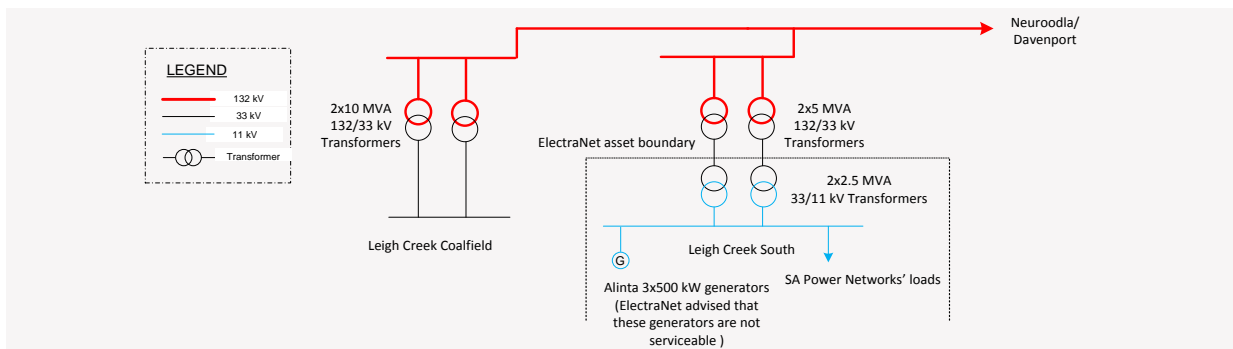 Neuroodla/
Davenport
LEGEND
132 kV
33 kV
11 kV
Transformer
2x10 MVA
132/33 kV
Transformers
2x5 MVA
132/33 kV
Transformers
ElectraNet asset boundary
2x2.5 MVA
33/11 kV Transformers
Leigh Creek Coalfield
Leigh Creek South
G
SA Power Networks’ loads
Alinta 3x500 kW generators
(ElectraNet advised that
these generators are not
serviceable )